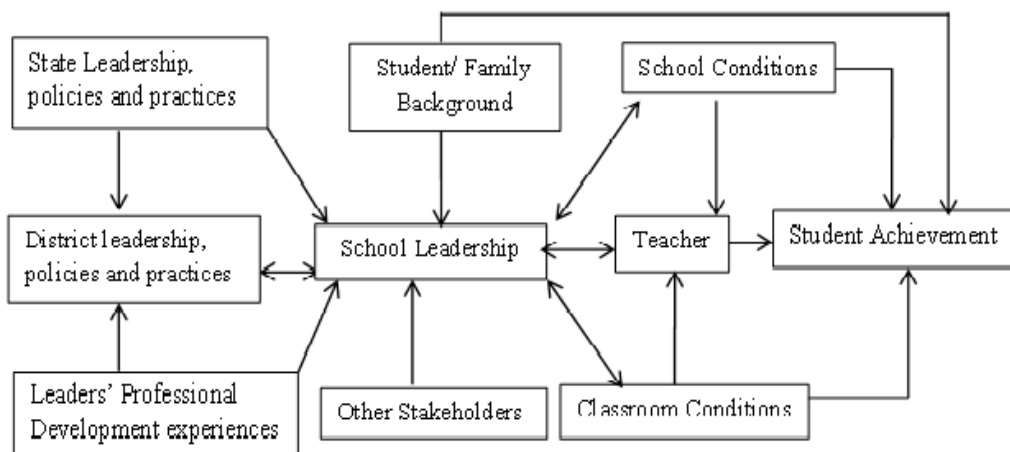 State Leadership,
policies and practices
Student/ Family
Background
School Conditions
District leadership,
policies and practices
School Leadership
Teacher
Student Achievement
Leaders’ Professional
Development experiences
Other Stakeholders
Classroom Conditions